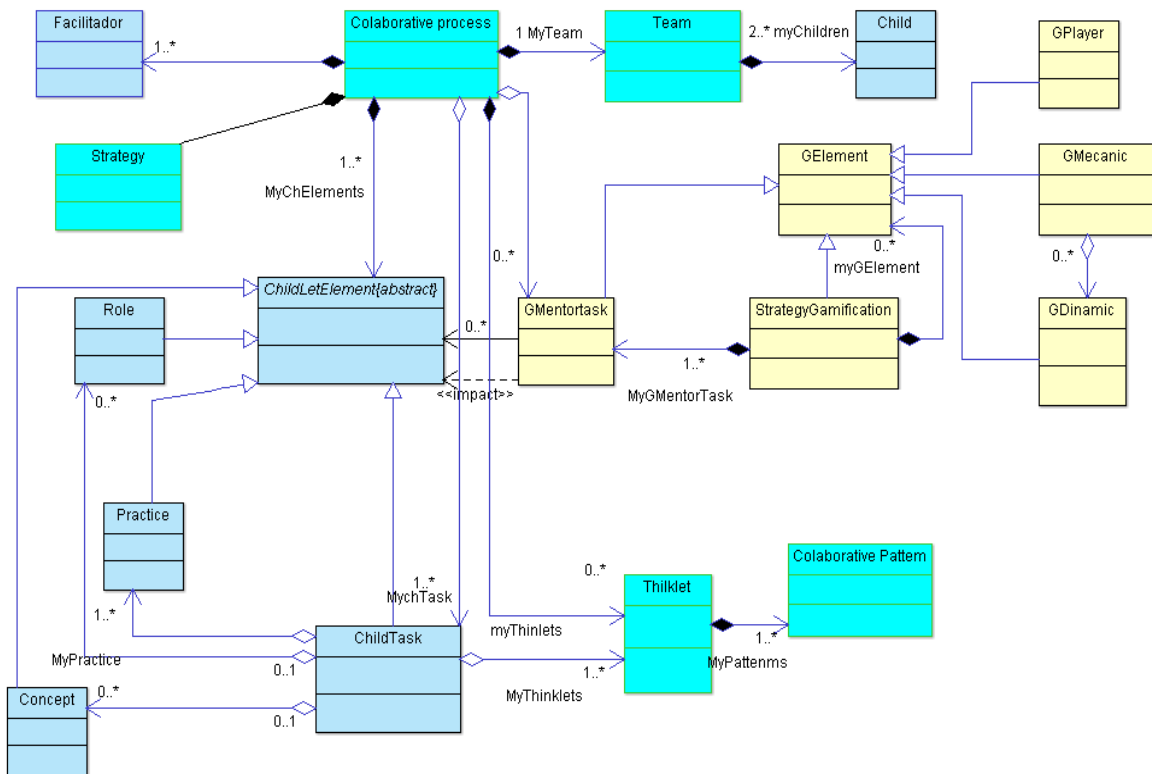 Facilitador
Colaborative process
Team
Child
GPlayer
1..*
1 MyTeam
2..* myChildren
Strategy
GElement
GMecanic
1..*
MyChElements
0..*
0..*
myGElement
0..*
ChildLetElement{abstract}
Role
GMentortask
StrategyGamification
GDinamic
0..*
1..*
<<impact>>
MyGMentorTask
0..*
Practice
Colaborative Pattem
0..*
Thilklet
1..*
MychTask
1..*
myThinlets
ChildTask
1..*
MyPattenms
MyPractice
0..1
1..*
MyThinklets
Concept
0..*
0..1